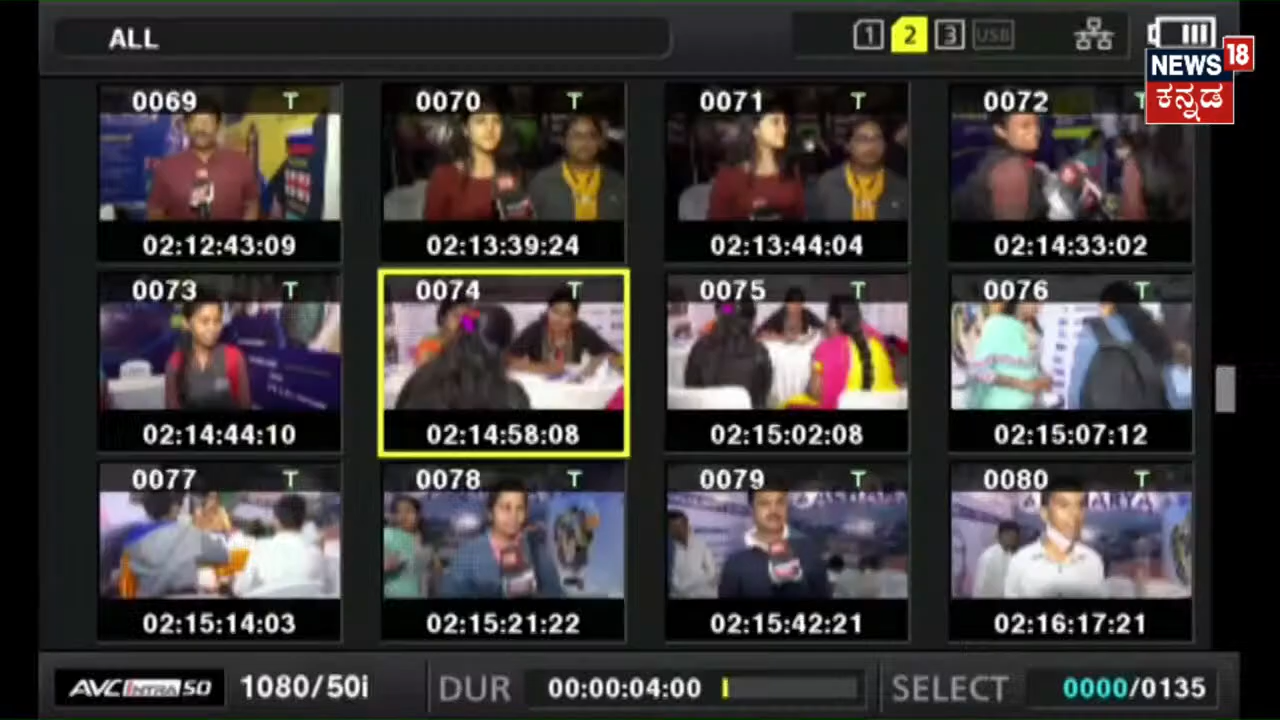 ALL
1 2 3 USB
NEWS 18
ಕನ್ನಡ
0069 T 0070 T 0071 T 0072 T
02:12:43:09 02:13:39:24 02:13:44:04 02:14:33:02
0073 T 0074 T 0075 T 0076 T
02:14:44:10 02:14:58:08 02:15:02:08 02:15:07:12
0077 T 0078 T 0079 T 0080 T
ACHARYA
02:15:14:03 02:15:21:22 02:15:42:21 02:16:17:21
AVC INTRA 50 1080/50i DUR 00:00:04:00 SELECT 0000/0135